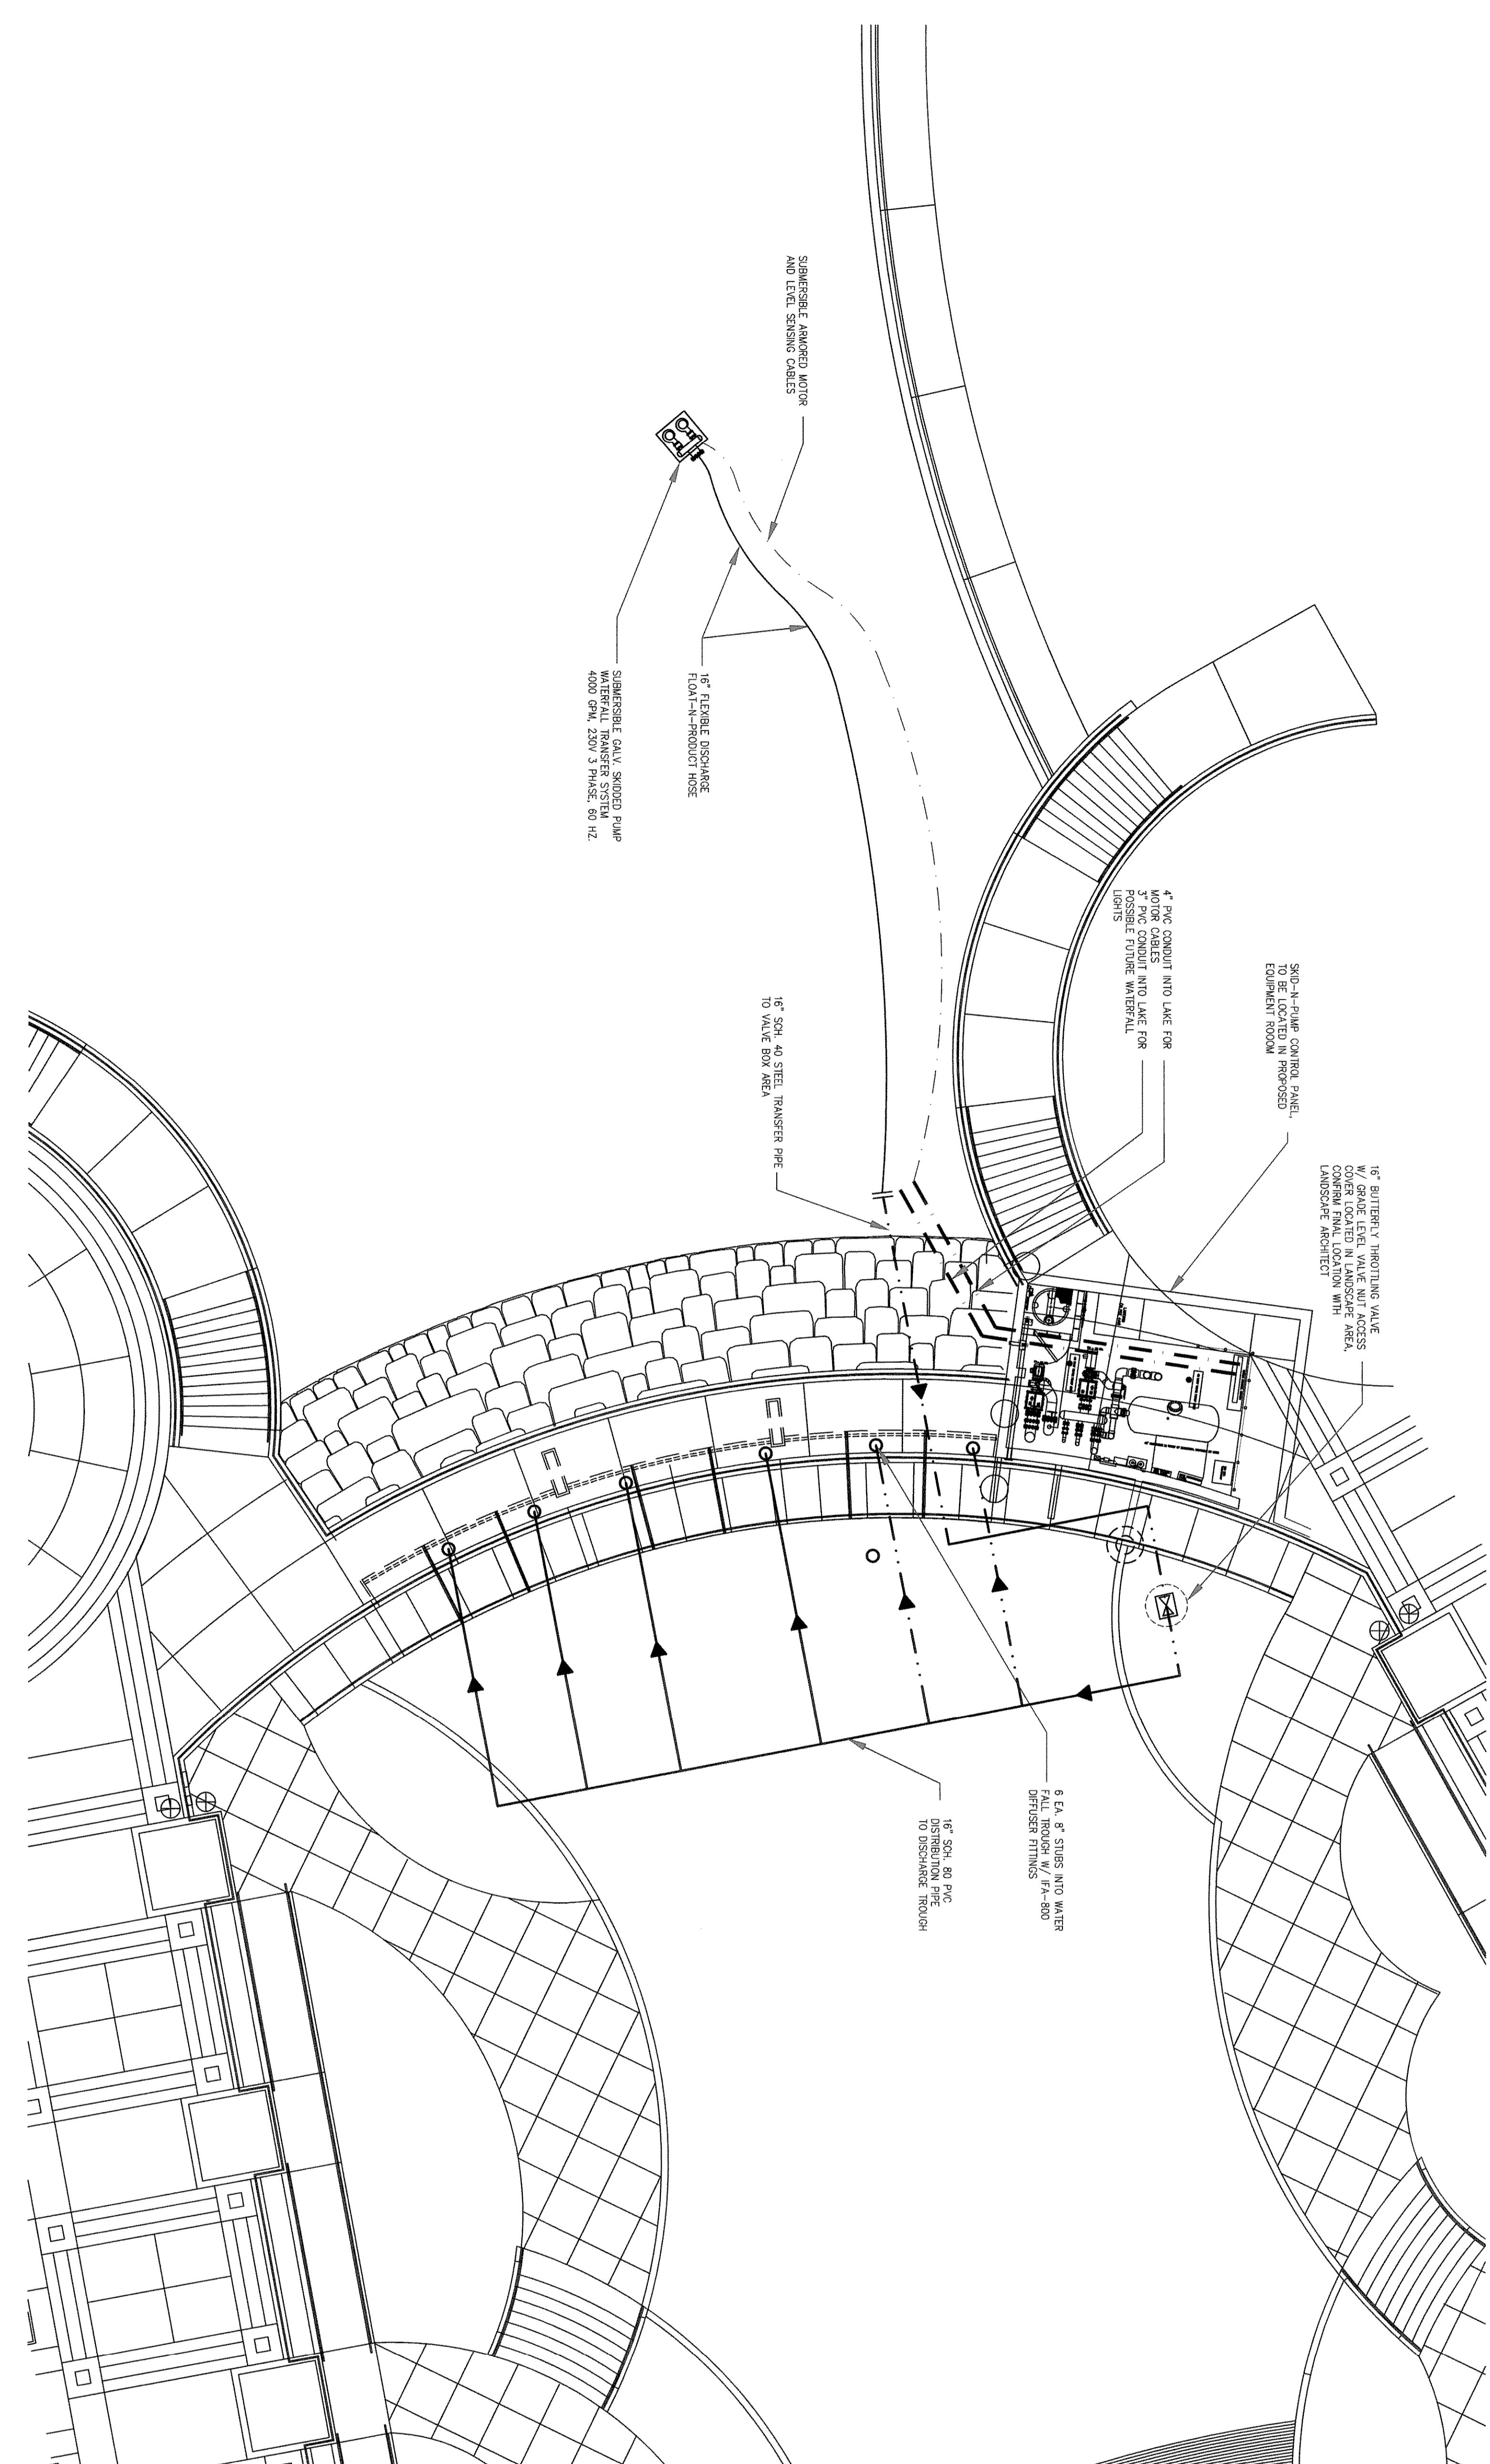 SUBMERSIBLE ARMORED MOTOR
AND LEVEL SENSING CABLES
SUBMERSIBLE GALV. SKIDDED PUMP
WATERFALL TRANSFER SYSTEM
4000 GPM, 230V 3 PHASE, 60 HZ.
16" FLEXIBLE DISCHARGE
FLOAT-N-PRODUCT HOSE
4" PVC CONDUIT INTO LAKE FOR
MOTOR CABLES
3" PVC CONDUIT INTO LAKE FOR
POSSIBLE FUTURE WATERFALL
LIGHTS
SKID-N-PUMP CONTROL PANEL,
TO BE LOCATED IN PROPOSED
EQUIPMENT ROOOM
16" SCH. 40 STEEL TRANSFER PIPE
TO VALVE BOX AREA
16" BUTTERFLY THROTTLING VALVE
W/ GRADE LEVEL VALVE NUT ACCESS
COVER LOCATED IN LANDSCAPE AREA,
CONFIRM FINAL LOCATION WITH
LANDSCAPE ARCHITECT
6 EA. 8" STUBS INTO WATER
FALL TROUGH W/ IFA-800
DIFFUSER FITTINGS
16" SCH. 80 PVC
DISTRIBUTION PIPE
TO DISCHARGE TROUGH